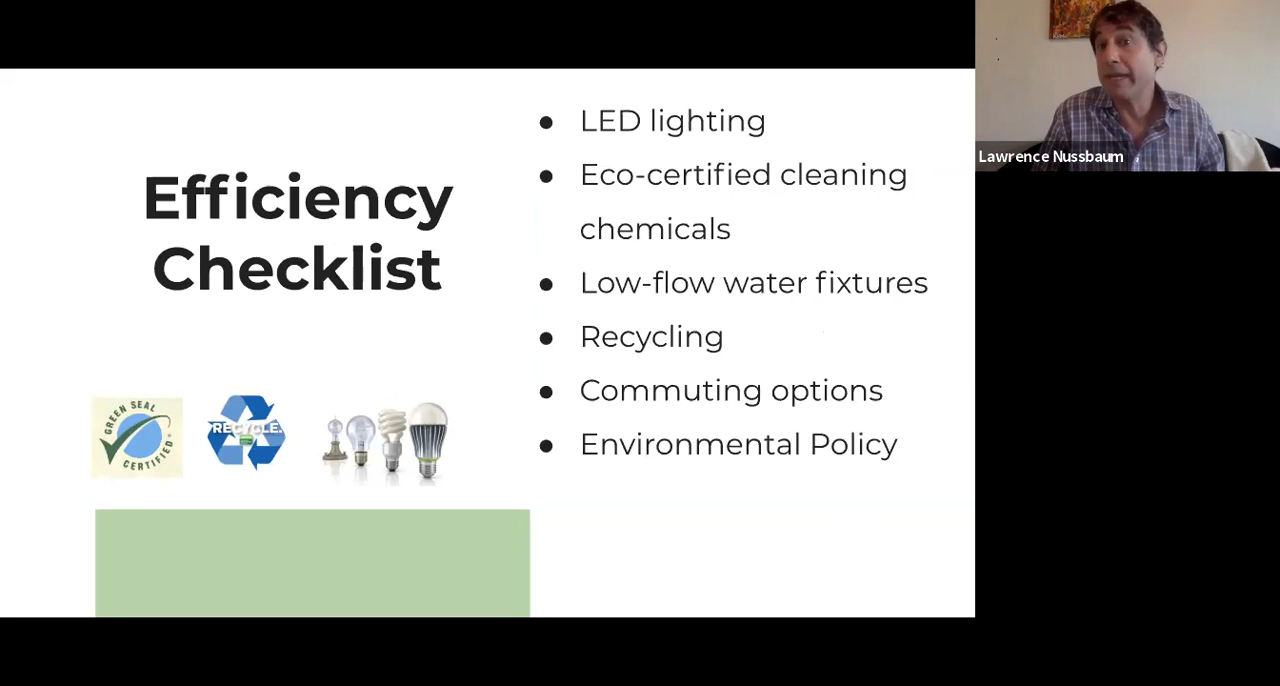 Efficiency
Checklist
GREEN SEAL
CERTIFIED
RECYCLE.
● LED lighting
● Eco-certified cleaning
chemicals
● Low-flow water fixtures
● Recycling
● Commuting options
● Environmental Policy
Lawrence Nussbaum